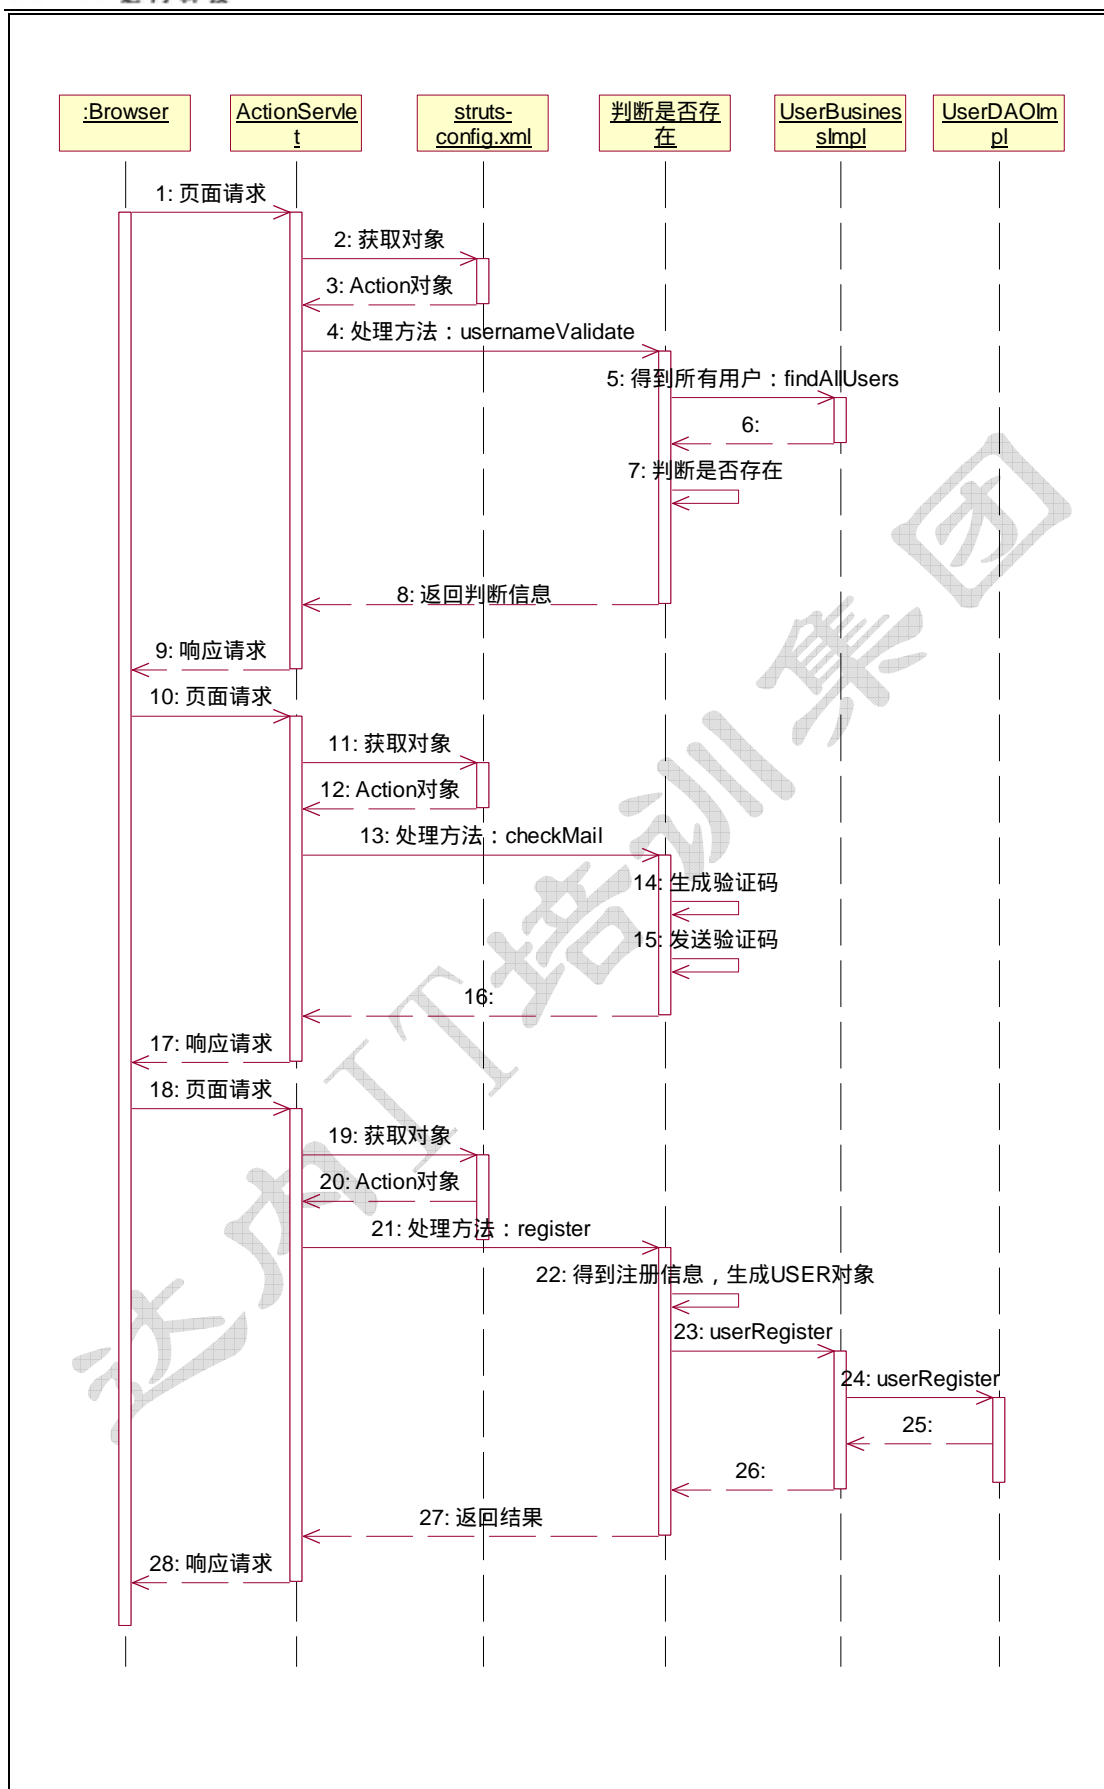 :Browser
ActionServle
t
struts-
config.xml
判断是否存
在
UserBusines
sImpl
UserDAOIm
pl
1: 页面请求
2: 获取对象
3: Action对象
4: 处理方法：usernameValidate
5: 得到所有用户：findAllUsers
6:
7: 判断是否存在
8: 返回判断信息
9: 响应请求
10: 页面请求
11: 获取对象
12: Action对象
13: 处理方法：checkMail
14: 生成验证码
15: 发送验证码
16:
17: 响应请求
18: 页面请求
19: 获取对象
20: Action对象
21: 处理方法：register
22: 得到注册信息，生成USER对象
23: userRegister
24: userRegister
25:
26:
27: 返回结果
28: 响应请求
达内IT培训集团